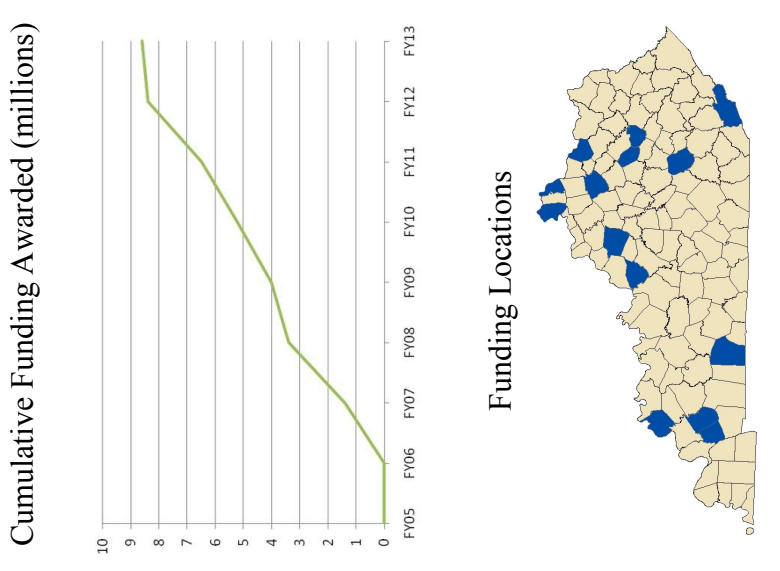 Cumulative Funding Awarded (millions)
10
9
8
7
6
5
4
3
2
1
0
FY05
FY06
FY07
FY08
FY09
FY10
FY11
FY12
FY13
Funding Locations